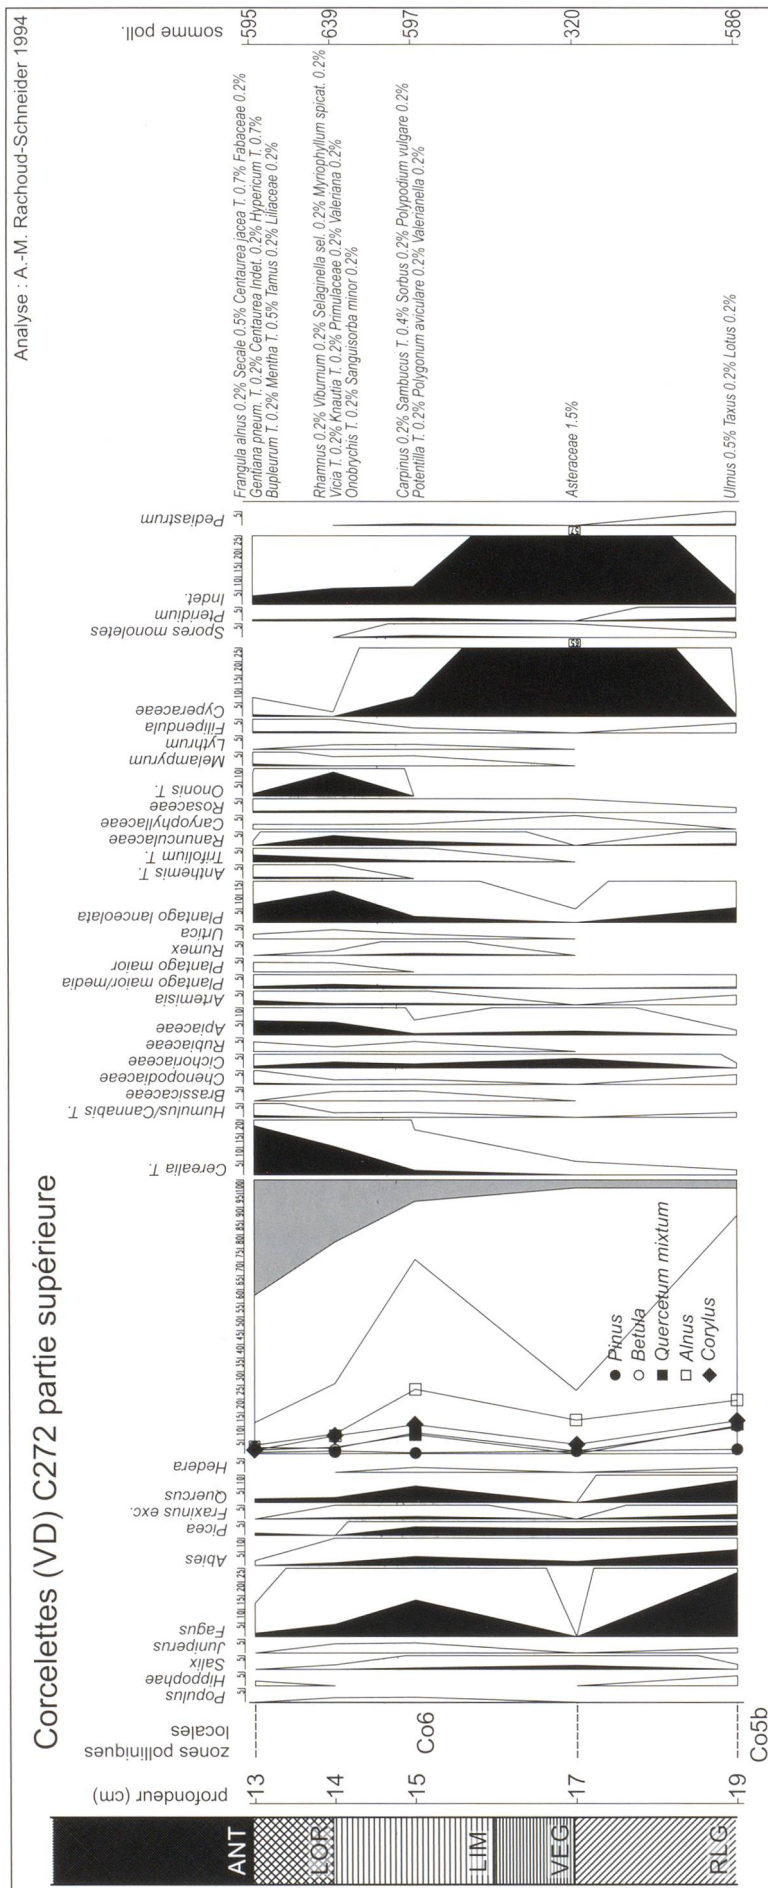 Corcelettes (VD) C272 partie supérieure
Analyse : A.-M. Rachoud-Schneider 1994
profondeur (cm)
zones polliniques
locales
Populus
Hippophae
Salix
Juniperus
Fagus
Abies
Picea
Fraxinus exc.
Quercus
Hedera
Cerealia T.
Humulus/Cannabis T.
Brassicaceae
Chenopodiaceae
Cichoriaceae
Rubiaceae
Apiaceae
Artemisia
Plantago maior/media
Plantago maior
Rumex
Urtica
Plantago lanceolata
Anthemis T.
Trifolium T.
Ranunculaceae
Caryophyllaceae
Rosaceae
Ononis T.
Melampyrum
Lythrum
Filipendula
Cyperaceae
Spores monoletes
Pteridium
Indet.
Pediastrum
somme poll.
ANT
LOR
LIM
VEG
RLG
13
14
15
17
19
Co6
Co5b
Pinus
Betula
Quercetum mixtum
Alnus
Corylus
Frangula alnus 0.2% Secale 0.5% Centaurea jacea T. 0.7% Fabaceae 0.2%
Gentiana pneum. T. 0.2% Centaurea Indet. 0.2% Hypericum T. 0.7%
Bupleurum T. 0.2% Mentha T. 0.5% Tamus 0.2% Liliaceae 0.2%
595
Rhamnus 0.2% Viburnum 0.2% Selaginella sel. 0.2% Myriophyllum spicat. 0.2%
Vicia T. 0.2% Knautia T. 0.2% Primulaceae 0.2% Valeriana 0.2%
Onobrychis T. 0.2% Sanguisorba minor 0.2%
639
Carpinus 0.2% Sambucus T. 0.4% Sorbus 0.2% Polypodium vulgare 0.2%
Potentilla T. 0.2% Polygonum aviculare 0.2% Valerianella 0.2%
597
Asteraceae 1.5%
320
Ulmus 0.5% Taxus 0.2% Lotus 0.2%
586